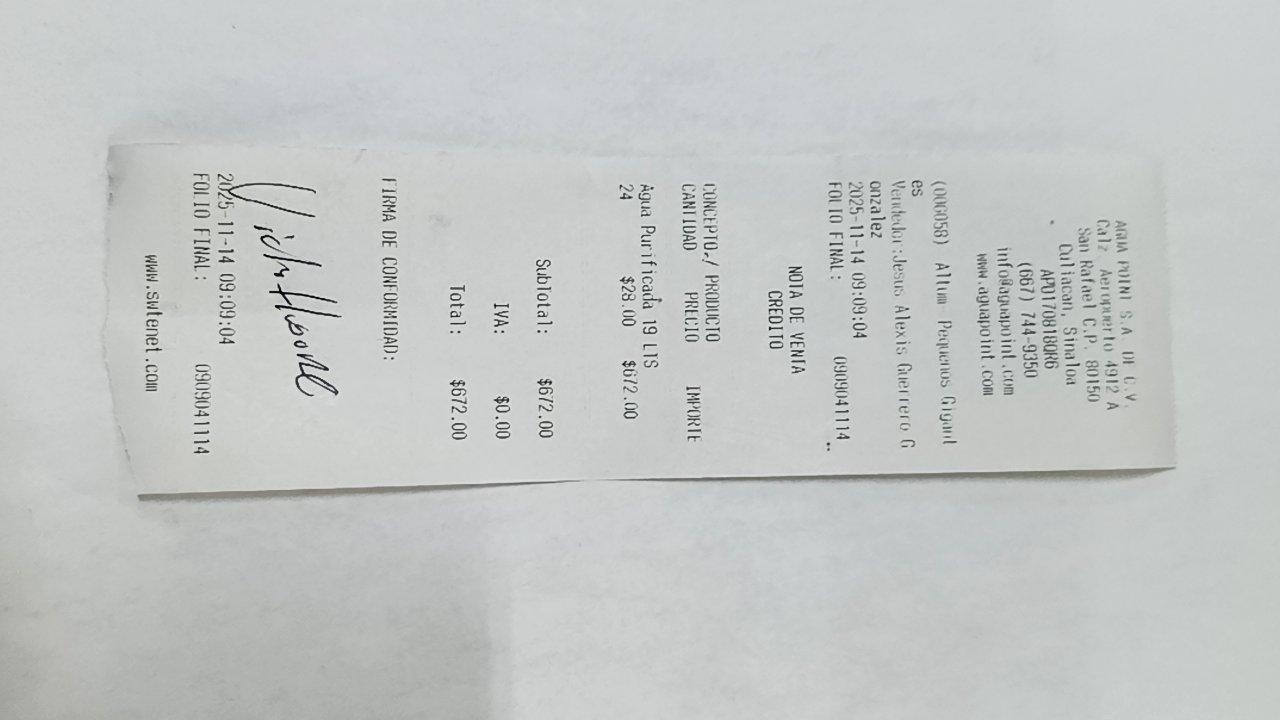 AGUA POINT S.A. DE C.V.
Calz Aeropuerto 4912 A
San Rafael C.P. 80150
Culiacan, Sinaloa
APO170818QR6
(667) 744-9350
info@aguapoint.com
www.aguapoint.com
(000058) Altum Pequenos Gigant
es
Vendedor:Jesus Alexis Guerrero G
onzalez
2025-11-14 09:09:04
FOLIO FINAL: 0909041114
NOTA DE VENTA
CREDITO
CONCEPTO / PRODUCTO
CANTIDAD PRECIO IMPORTE
Agua Purificada 19 LTS
24 $28.00 $672.00
Subtotal: $672.00
IVA: $0.00
Total: $672.00
FIRMA DE CONFORMIDAD:
2025-11-14 09:09:04
FOLIO FINAL: 0909041114
www.swtenet.com